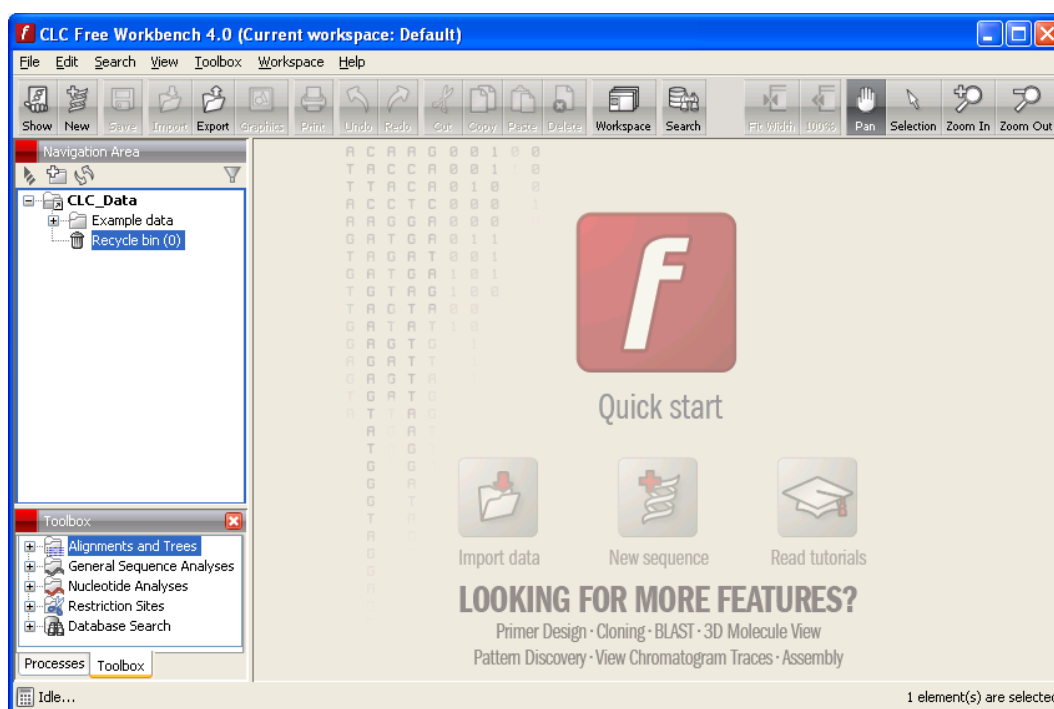 CLC Free Workbench 4.0 (Current workspace: Default)
File Edit Search View Toolbox Workspace Help
Show New Save Import Export Graphics Print Undo Redo Cut Copy Paste Delete Workspace Search Fit Width 100% Pan Selection Zoom In Zoom Out
Navigation Area
CLC_Data
Example data
Recycle bin (0)
f
Quick start
Import data New sequence Read tutorials
LOOKING FOR MORE FEATURES?
Primer Design · Cloning · BLAST · 3D Molecule View
Pattern Discovery · View Chromatogram Traces · Assembly
Toolbox
Alignments and Trees
General Sequence Analyses
Nucleotide Analyses
Restriction Sites
Database Search
Processes Toolbox
Idle... 1 element(s) are selected